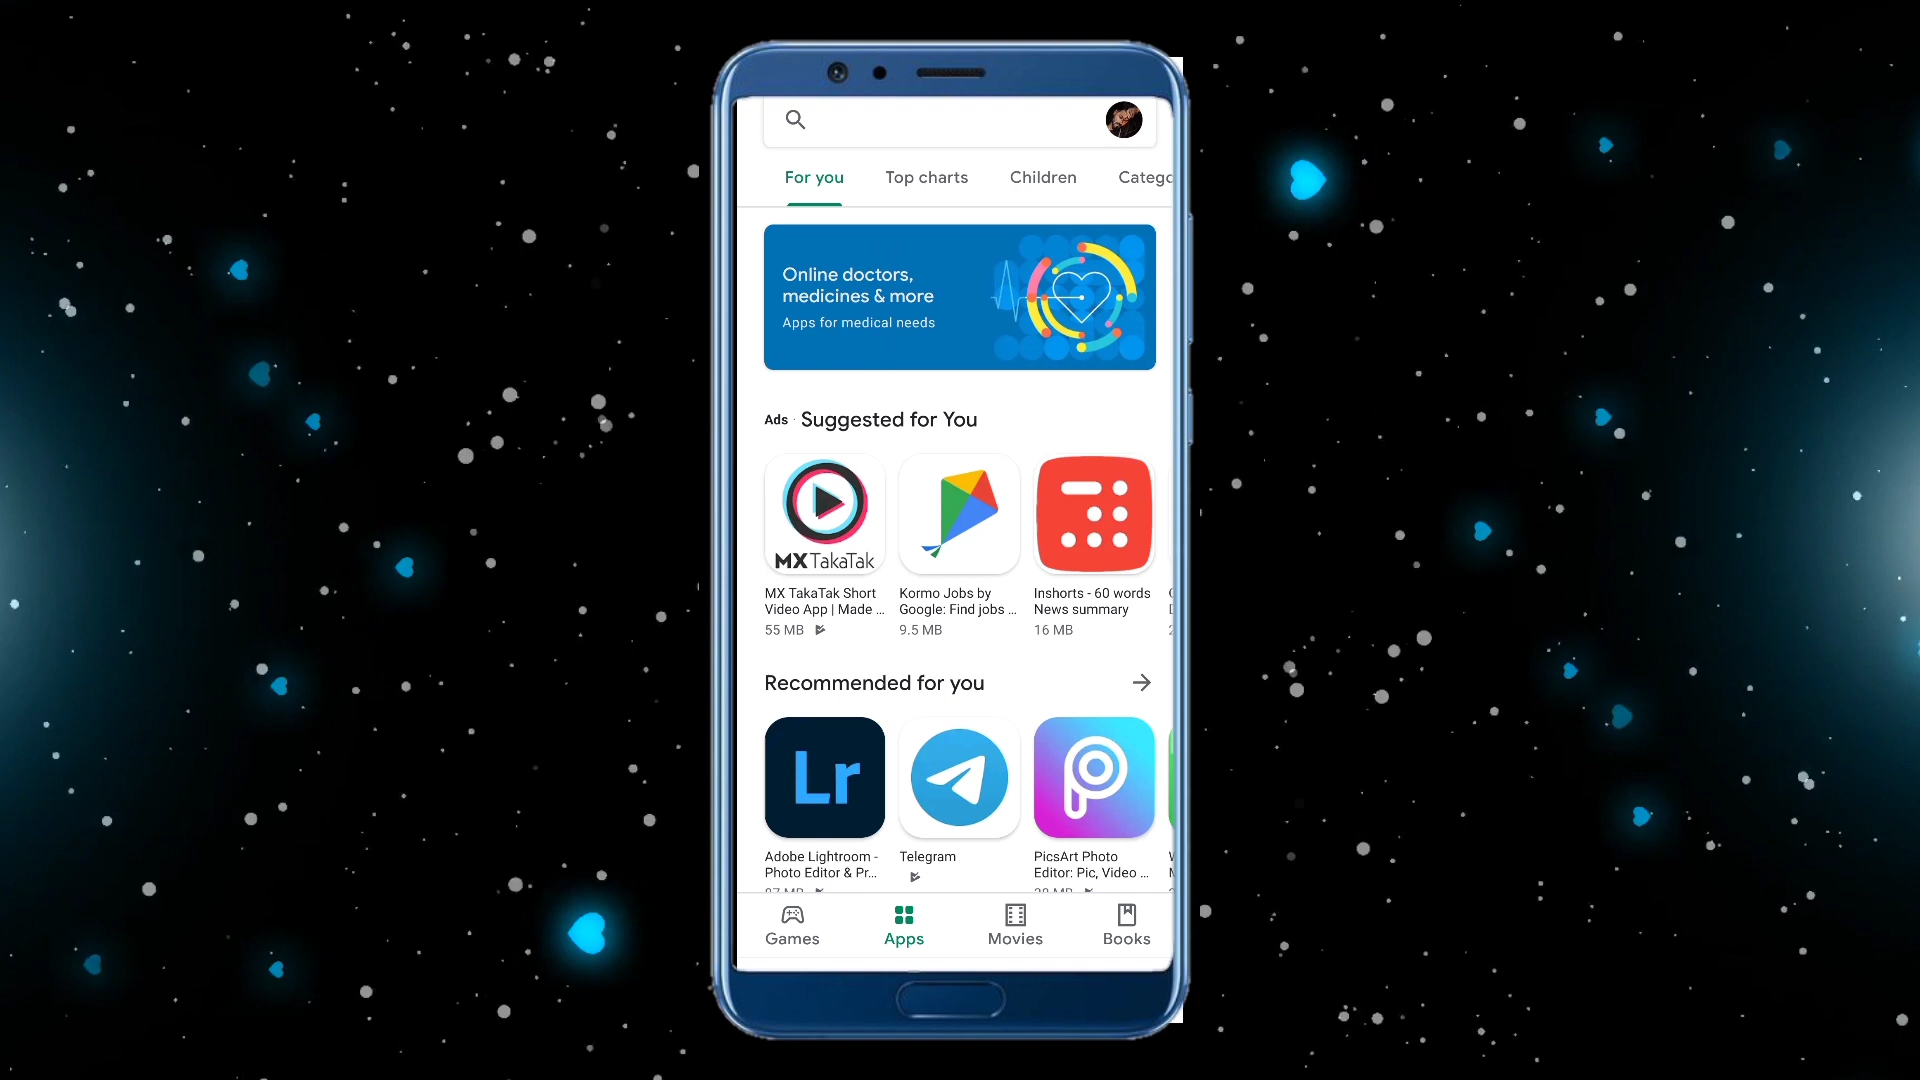 For you Top charts Children Catego
Online doctors,
medicines & more
Apps for medical needs
Ads · Suggested for You
MX TakaTak
MX TakaTak Short
Video App | Made ...
55 MB
Kormo Jobs by
Google: Find jobs ...
9.5 MB
Inshorts - 60 words
News summary
16 MB
Recommended for you
Lr
Adobe Lightroom -
Photo Editor & Pr...
Telegram
PicsArt Photo
Editor: Pic, Video ...
Games Apps Movies Books